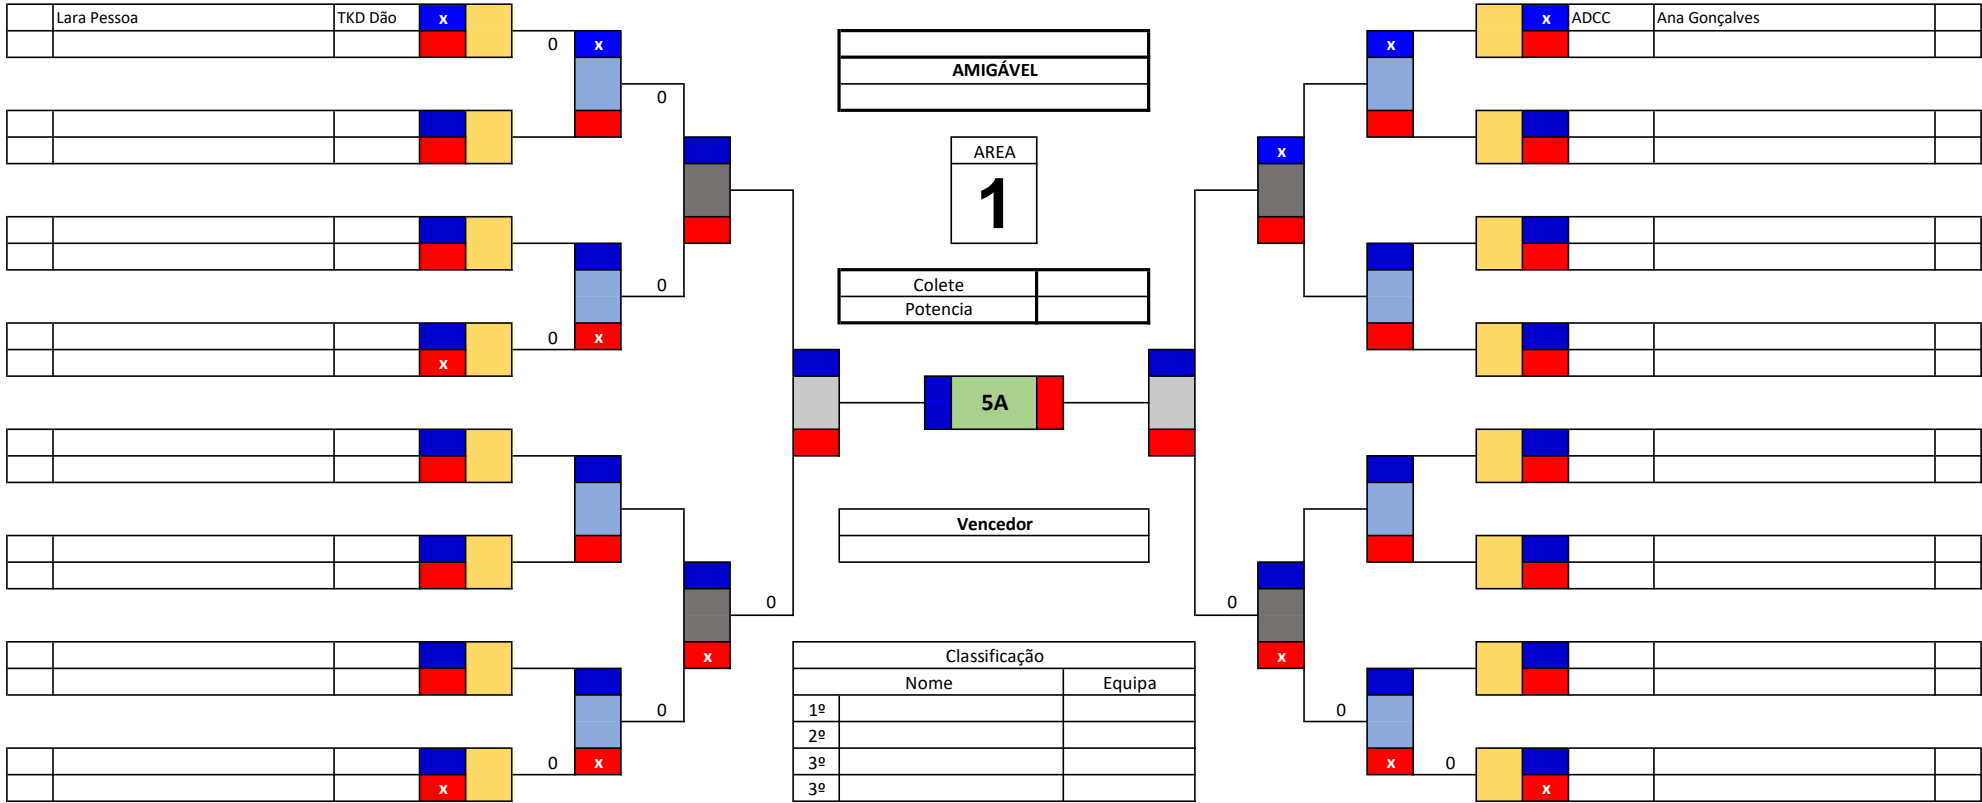 Lara Pessoa TKD Dão x
x ADCC Ana Gonçalves
0 x
x
AMIGÁVEL
0
AREA
x
1
0
Colete
Potencia
0 x
x
5A
Vencedor
0
0
x
x
Classificação
Nome Equipa
1º
0
0
2º
0 x
x 0
3º
x
3º
x